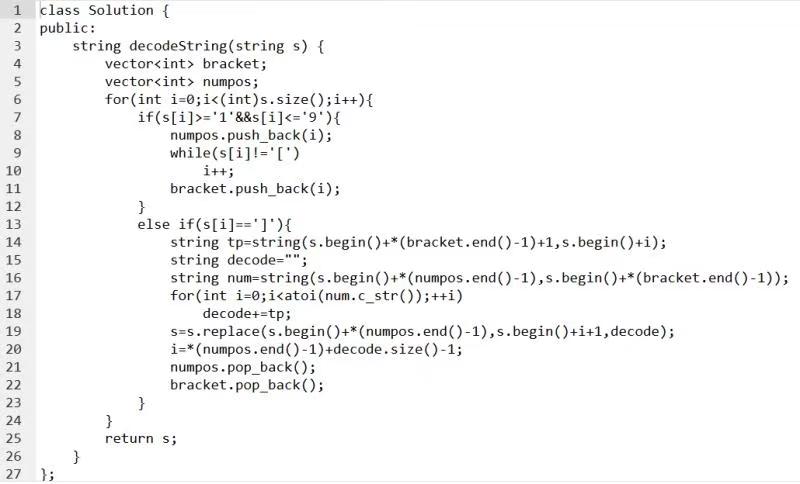 1 class Solution {
2 public:
3     string decodeString(string s) {
4         vector<int> bracket;
5         vector<int> numpos;
6         for(int i=0;i<(int)s.size();i++){
7             if(s[i]>='1'&&s[i]<='9'){
8                 numpos.push_back(i);
9                 while(s[i]!='[')
10                     i++;
11                 bracket.push_back(i);
12             }
13             else if(s[i]==']'){
14                 string tp=string(s.begin()+*(bracket.end()-1)+1,s.begin()+i);
15                 string decode="";
16                 string num=string(s.begin()+*(numpos.end()-1),s.begin()+*(bracket.end()-1));
17                 for(int i=0;i<atoi(num.c_str());++i)
18                     decode+=tp;
19                 s=s.replace(s.begin()+*(numpos.end()-1),s.begin()+i+1,decode);
20                 i=*(numpos.end()-1)+decode.size()-1;
21                 numpos.pop_back();
22                 bracket.pop_back();
23             }
24         }
25         return s;
26     }
27 };